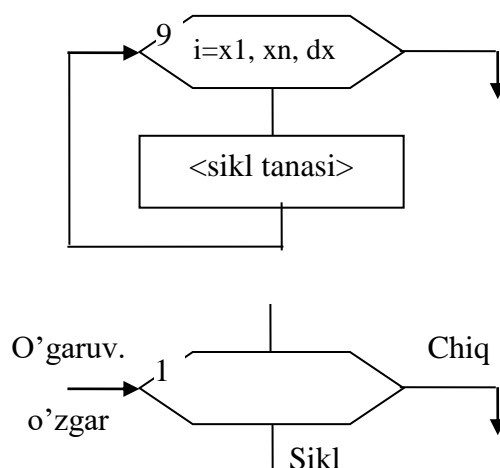 9
i=x1, xn, dx
<sikl tanasi>
O’garuv.
Chiq
1
o’zgar
Sikl